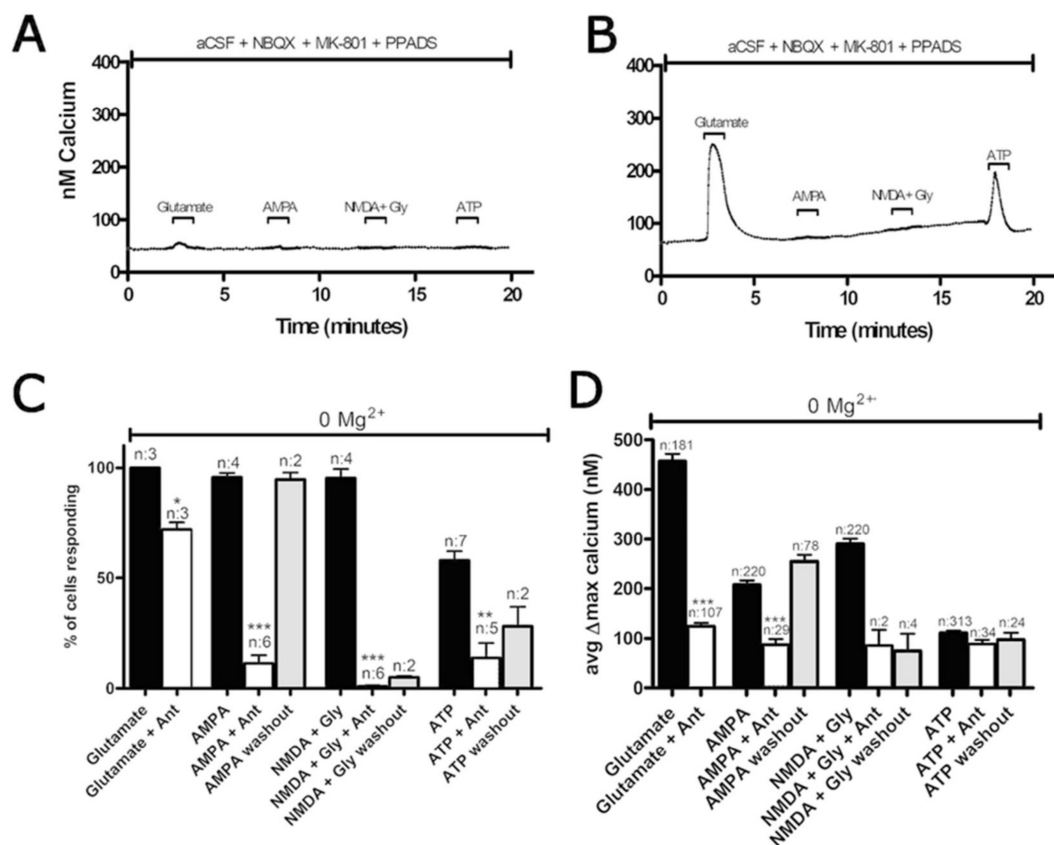 A
aCSF + NBQX + MK-801 + PPADS
400
300
200
100
0
nM Calcium
Glutamate
AMPA
NMDA+ Gly
ATP
0
5
10
15
20
Time (minutes)
B
aCSF + NBQX + MK-801 + PPADS
400
300
200
100
0
Glutamate
AMPA
NMDA+ Gly
ATP
0
5
10
15
20
Time (minutes)
C
0 Mg2+
% of cells responding
100
50
0
n:3
*
n:3
n:4
***
n:6
n:2
n:4
***
n:6
n:2
n:7
**
n:5
n:2
Glutamate
Glutamate + Ant
AMPA
AMPA + Ant
AMPA washout
NMDA + Gly
NMDA + Gly + Ant
NMDA + Gly washout
ATP
ATP + Ant
ATP washout
D
0 Mg2+
avg Δmax calcium (nM)
500
400
300
200
100
0
n:181
***
n:107
n:220
***
n:29
n:78
n:220
n:2
n:4
n:313
n:34
n:24
Glutamate
Glutamate + Ant
AMPA
AMPA + Ant
AMPA washout
NMDA + Gly
NMDA + Gly + Ant
NMDA + Gly washout
ATP
ATP + Ant
ATP washout